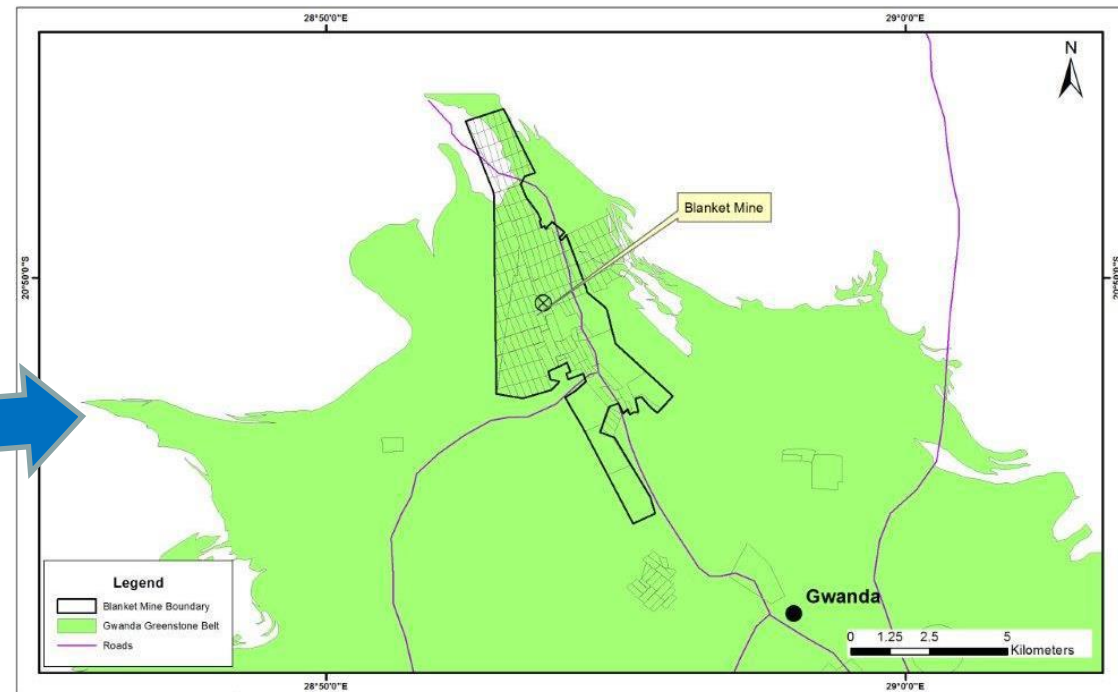 28°50'0"E
29°0'0"E
N
Blanket Mine
20°50'0"S
20°50'0"S
Legend
Blanket Mine Boundary
Gwanda Greenstone Belt
Roads
Gwanda
0 1.25 2.5 5
Kilometers
28°50'0"E
29°0'0"E